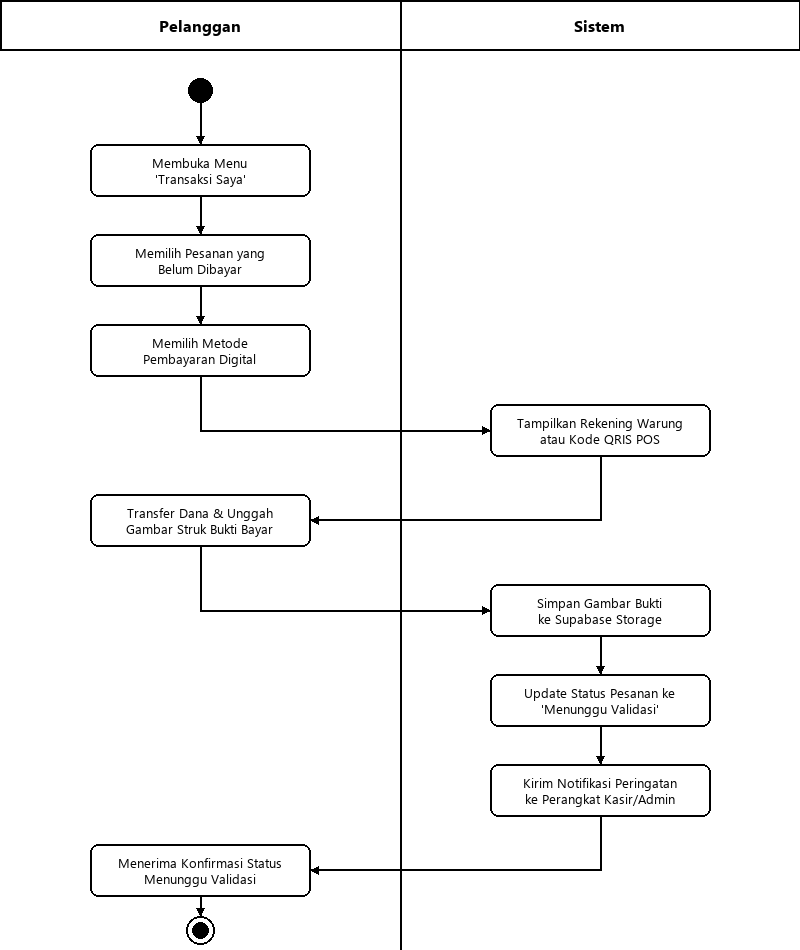 Pelanggan
Sistem
Membuka Menu
'Transaksi Saya'
Memilih Pesanan yang
Belum Dibayar
Memilih Metode
Pembayaran Digital
Tampilkan Rekening Warung
atau Kode QRIS POS
Transfer Dana & Unggah
Gambar Struk Bukti Bayar
Simpan Gambar Bukti
ke Supabase Storage
Update Status Pesanan ke
'Menunggu Validasi'
Kirim Notifikasi Peringatan
ke Perangkat Kasir/Admin
Menerima Konfirmasi Status
Menunggu Validasi